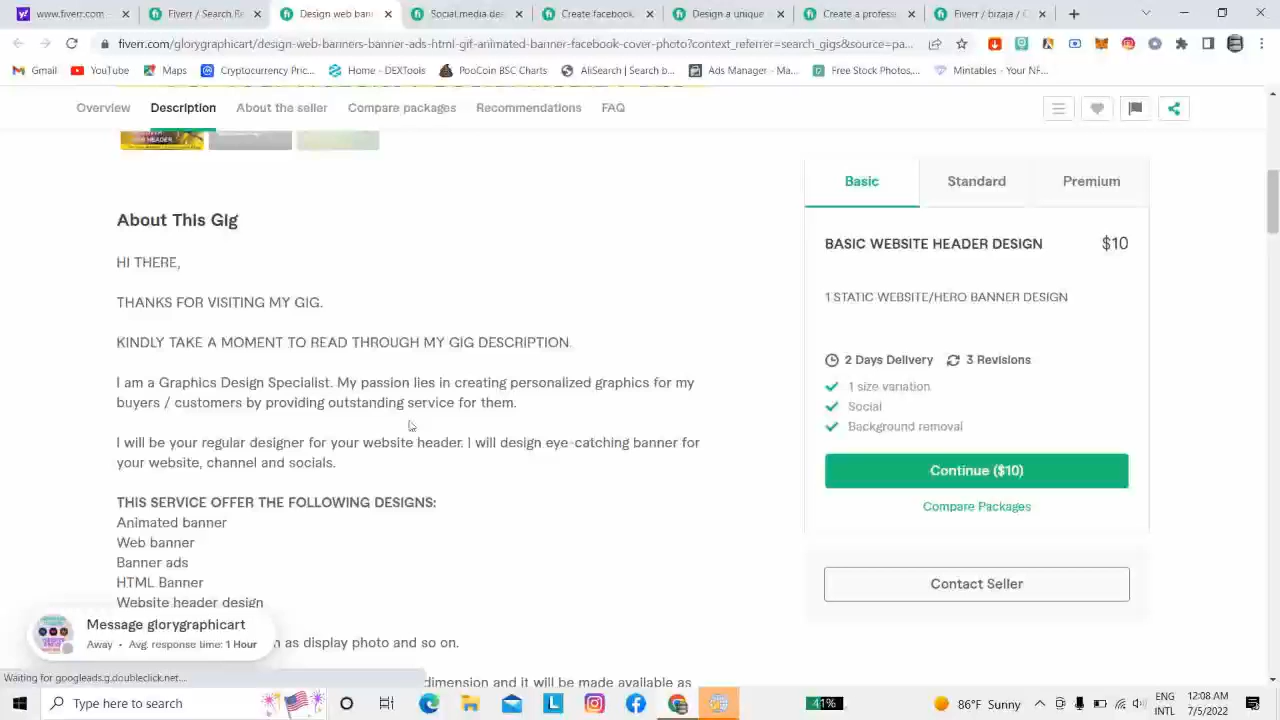 Yahoo
Fiverr / Search Re
Design web banner
Social media desig
Create facebook, i
Design a unique a
Create a professio
Fiverr / bizarai / C
fiverr.com/glorygraphicart/design-web-banners-banner-ads-html-gif-animated-banner-facebook-cover-photo?context_referrer=search_gigs&source=pa...
Gmail
YouTube
Maps
Cryptocurrency Pric...
Home - DEXTools
PooCoin BSC Charts
AliSearch | Search b...
Ads Manager - Ma...
Free Stock Photos,...
Mintables - Your NF...
Overview
Description
About the seller
Compare packages
Recommendations
FAQ
About This Gig
HI THERE,
THANKS FOR VISITING MY GIG.
KINDLY TAKE A MOMENT TO READ THROUGH MY GIG DESCRIPTION.
I am a Graphics Design Specialist. My passion lies in creating personalized graphics for my
buyers / customers by providing outstanding service for them.
I will be your regular designer for your website header. I will design eye-catching banner for
your website, channel and socials.
THIS SERVICE OFFER THE FOLLOWING DESIGNS:
Animated banner
Web banner
Banner ads
HTML Banner
Website header design
as display photo and so on.
dimension and it will be made available as
Message glorygraphicart
Away • Avg. response time: 1 Hour
Waiting for googleads.g.doubleclick.net...
Basic
Standard
Premium
BASIC WEBSITE HEADER DESIGN
$10
1 STATIC WEBSITE/HERO BANNER DESIGN
2 Days Delivery
3 Revisions
1 size variation
Social
Background removal
Continue ($10)
Compare Packages
Contact Seller
Type here to search
41%
86°F Sunny
ENG
INTL
12:08 AM
7/5/2022